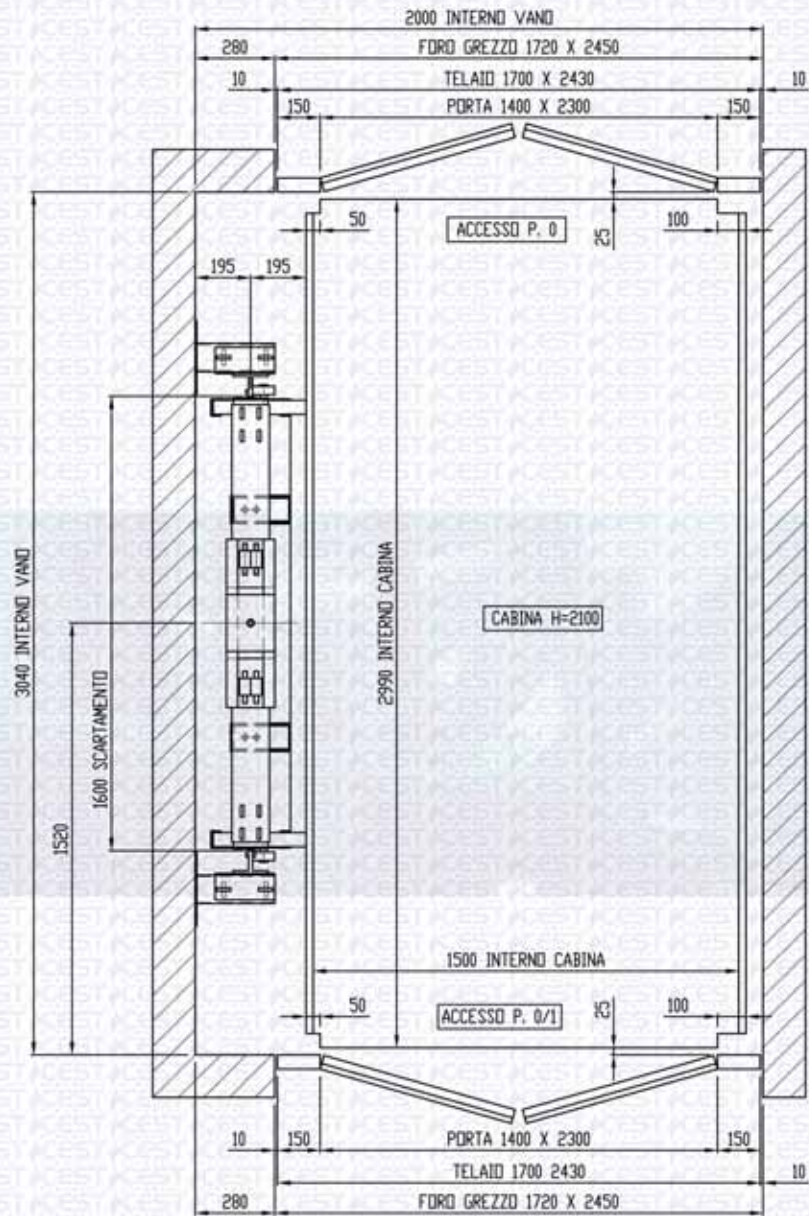 2000 INTERNO VANO
280 FORO GREZZO 1720 X 2450
10 TELAIO 1700 X 2430 10
150 PORTA 1400 X 2300 150
50 ACCESSO P. 0 25 100
195 195
3040 INTERNO VANO
1520
1600 SCARTAMENTO
2990 INTERNO CABINA
CABINA H=2100
1500 INTERNO CABINA
50 ACCESSO P. 0/1 25 100
10 150 PORTA 1400 X 2300 150
TELAIO 1700 2430 10
280 FORO GREZZO 1720 X 2450